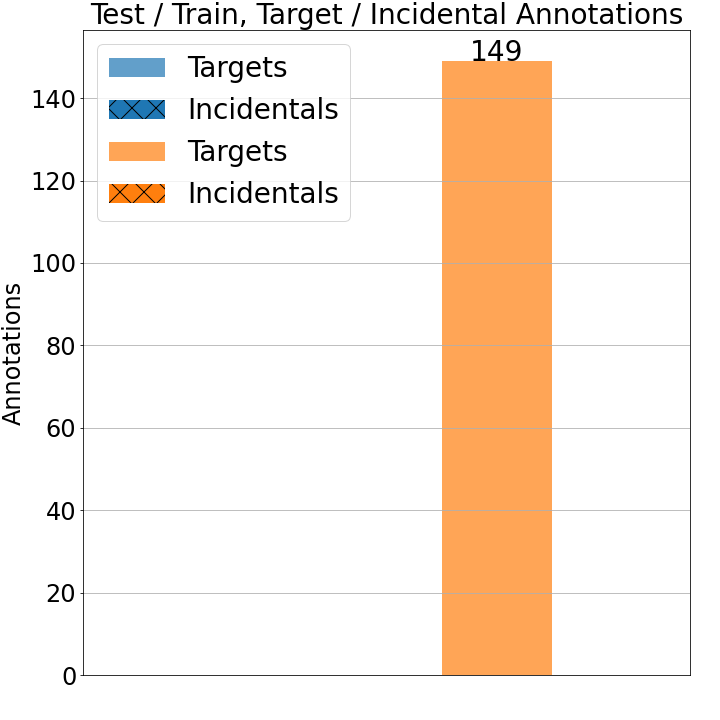 Test / Train, Target / Incidental Annotations
149
Targets
Incidentals
Targets
Incidentals
Annotations
140
120
100
80
60
40
20
0